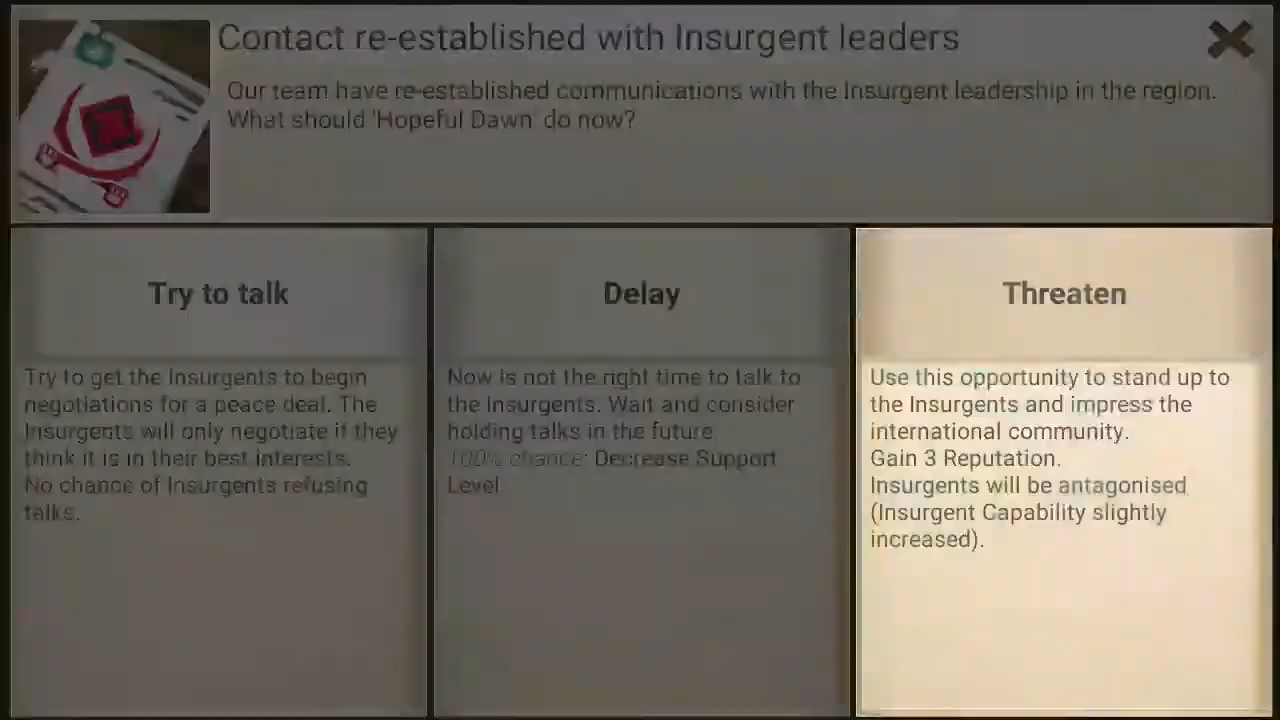 Contact re-established with Insurgent leaders
Our team have re-established communications with the Insurgent leadership in the region.
What should 'Hopeful Dawn' do now?
Try to talk
Try to get the Insurgents to begin
negotiations for a peace deal. The
Insurgents will only negotiate if they
think it is in their best interests.
No chance of Insurgents refusing
talks.
Delay
Now is not the right time to talk to
the Insurgents. Wait and consider
holding talks in the future
100% chance: Decrease Support
Level
Threaten
Use this opportunity to stand up to
the Insurgents and impress the
international community.
Gain 3 Reputation.
Insurgents will be antagonised
(Insurgent Capability slightly
increased).